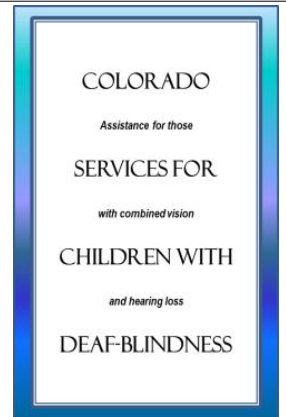 COLORADO
Assistance for those
SERVICES FOR
with combined vision
CHILDREN WITH
and hearing loss
DEAF-BLINDNESS